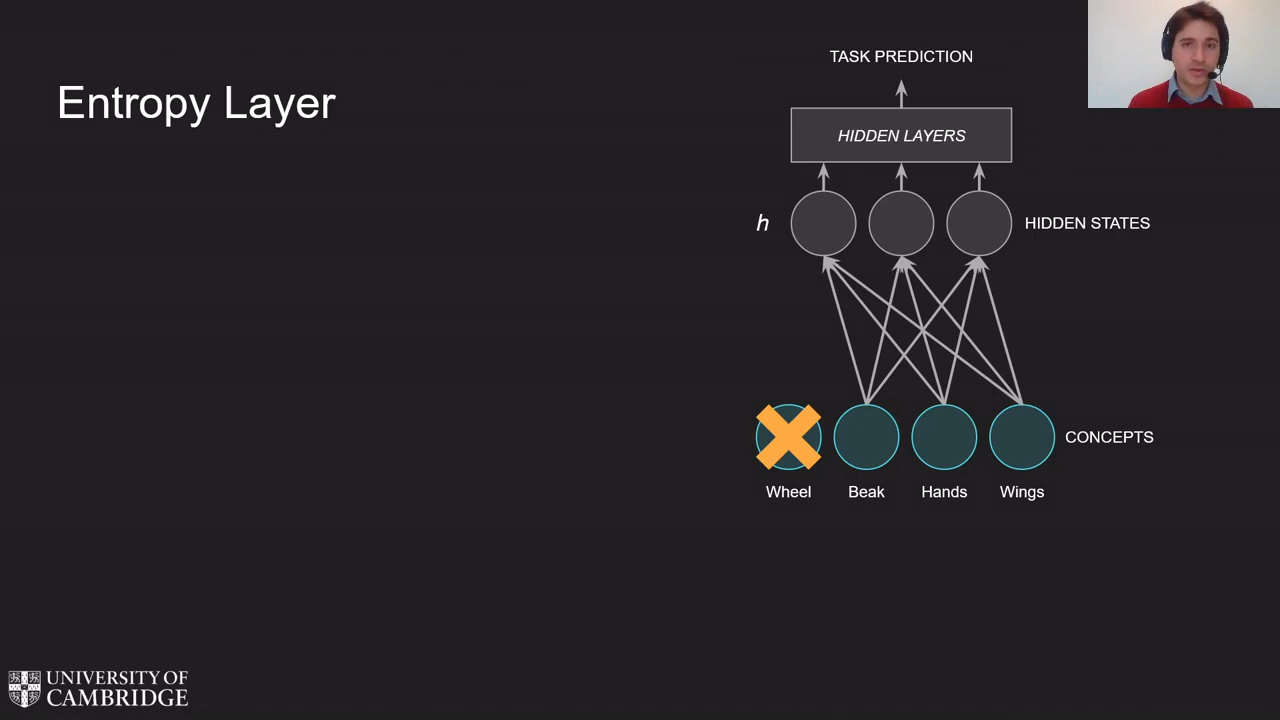 Entropy Layer
TASK PREDICTION
HIDDEN LAYERS
h
HIDDEN STATES
CONCEPTS
Wheel Beak Hands Wings
UNIVERSITY OF
CAMBRIDGE